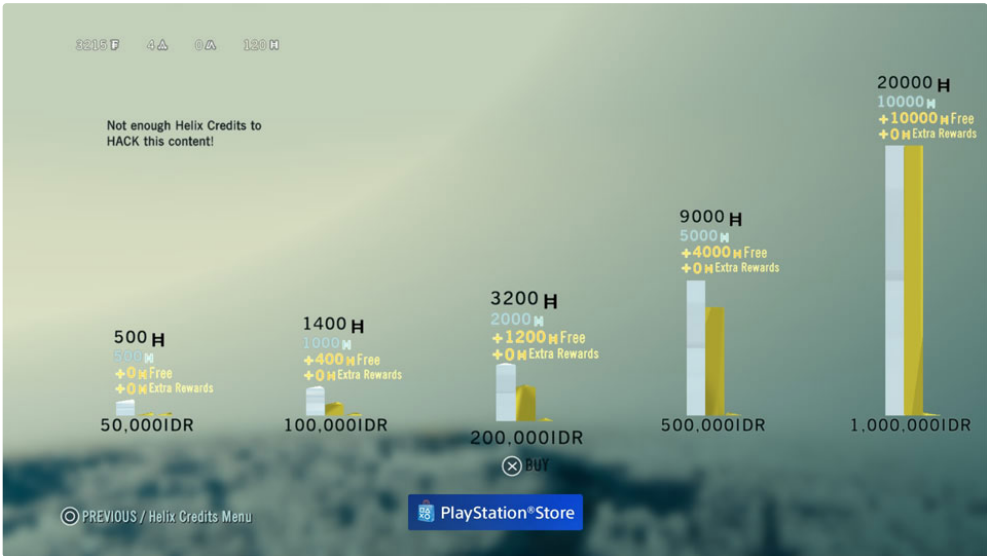 3215 F 4 0 120 H
Not enough Helix Credits to
HACK this content!
500 H
500 H
+0 H Free
+0 H Extra Rewards
50,000IDR
1400 H
1000 H
+400 H Free
+0 H Extra Rewards
100,000IDR
3200 H
2000 H
+1200 H Free
+0 H Extra Rewards
200,000IDR
9000 H
5000 H
+4000 H Free
+0 H Extra Rewards
500,000IDR
20000 H
10000 H
+10000 H Free
+0 H Extra Rewards
1,000,000IDR
BUY
PlayStation®Store
PREVIOUS / Helix Credits Menu